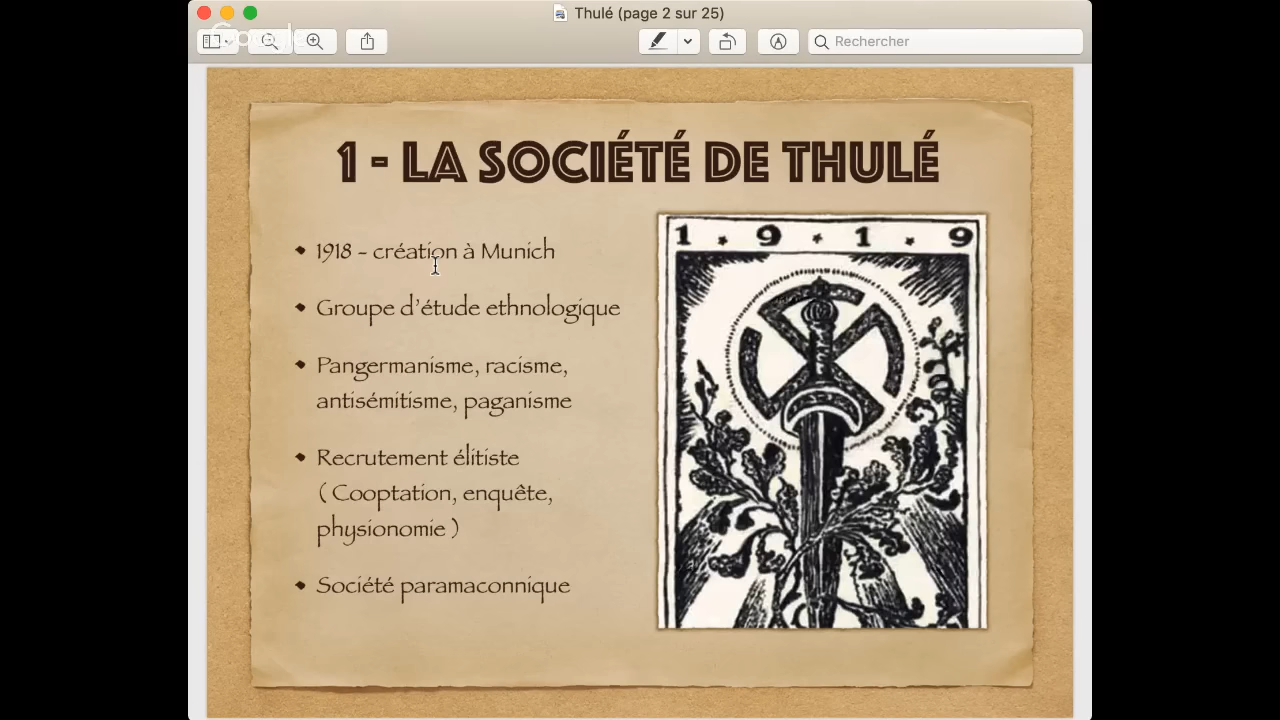 Thulé (page 2 sur 25)
Google
Rechercher
1 - LA SOCIÉTÉ DE THULÉ
• 1918 - création à Munich
• Groupe d'étude ethnologique
• Pangermanisme, racisme,
antisémitisme, paganisme
• Recrutement élitiste
( Cooptation, enquête,
physionomie )
• Société paramaconnique
1 . 9 . 1 . 9